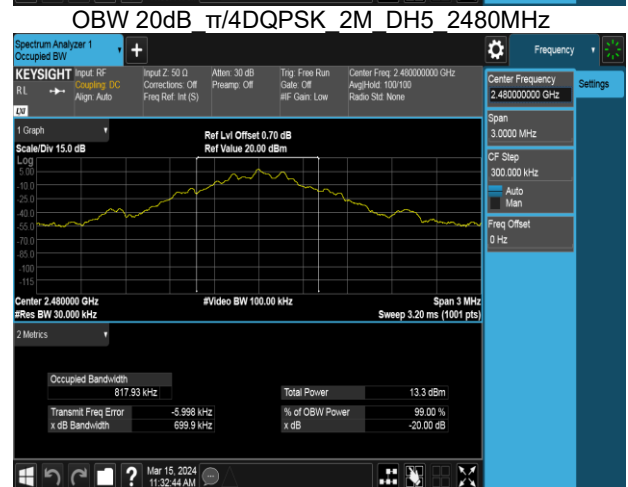 OBW 20dB_π/4DQPSK_2M_DH5_2480MHz
Spectrum Analyzer 1
Occupied BW
Frequency
KEYSIGHT Input: RF Input Z: 50 Ω Atten: 30 dB Trig: Free Run Center Freq: 2.480000000 GHz
RL Coupling: DC Corrections: Off Preamp: Off Gate: Off Avg|Hold: 100/100
Align: Auto Freq Ref: Int (S) #IF Gain: Low Radio Std: None
LXI
Center Frequency
2.480000000 GHz
Settings
Span
3.0000 MHz
CF Step
300.000 kHz
Auto
Man
Freq Offset
0 Hz
1 Graph
Ref Lvl Offset 0.70 dB
Scale/Div 15.0 dB Ref Value 20.00 dBm
Log
5.00
-10.0
-25.0
-40.0
-55.0
-70.0
-85.0
-100
-115
Center 2.480000 GHz #Video BW 100.00 kHz Span 3 MHz
#Res BW 30.000 kHz Sweep 3.20 ms (1001 pts)
2 Metrics
Occupied Bandwidth
817.93 kHz Total Power 13.3 dBm
Transmit Freq Error -5.998 kHz % of OBW Power 99.00 %
x dB Bandwidth 699.9 kHz x dB -20.00 dB
Mar 15, 2024
11:32:44 AM